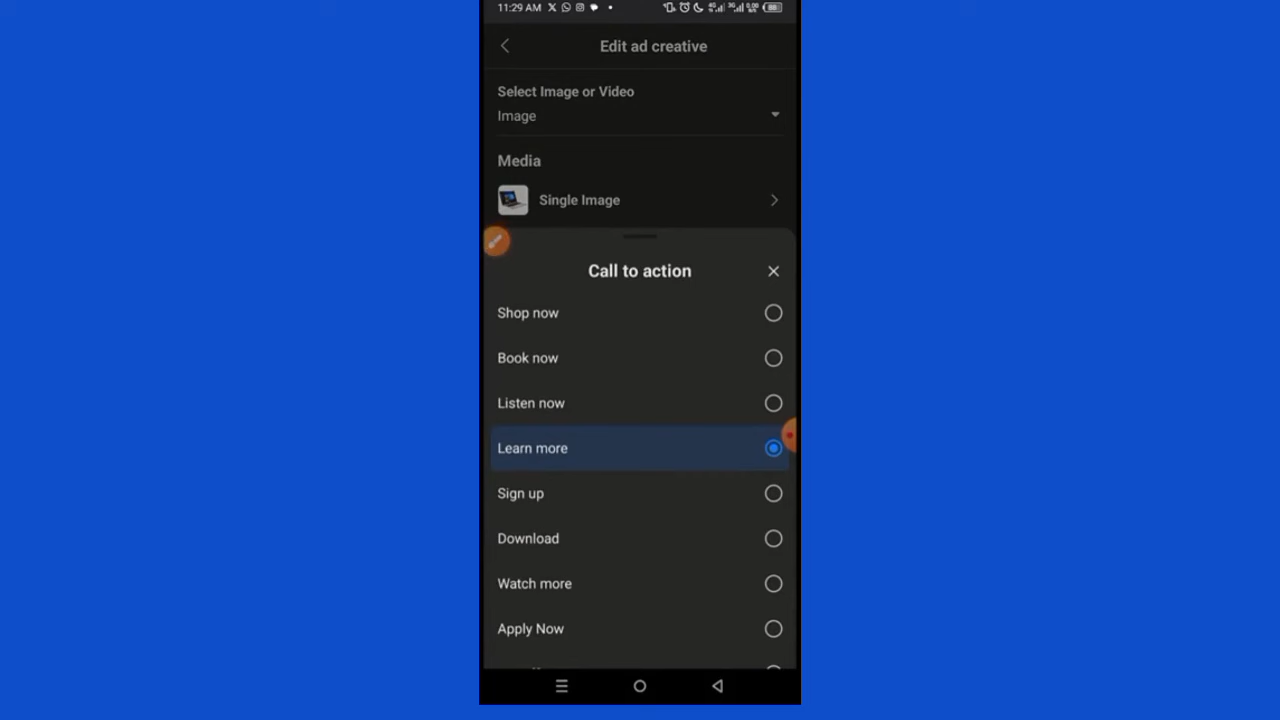 11:29 AM
Edit ad creative
Select Image or Video
Image
Media
Single Image
Call to action
Shop now
Book now
Listen now
Learn more
Sign up
Download
Watch more
Apply Now